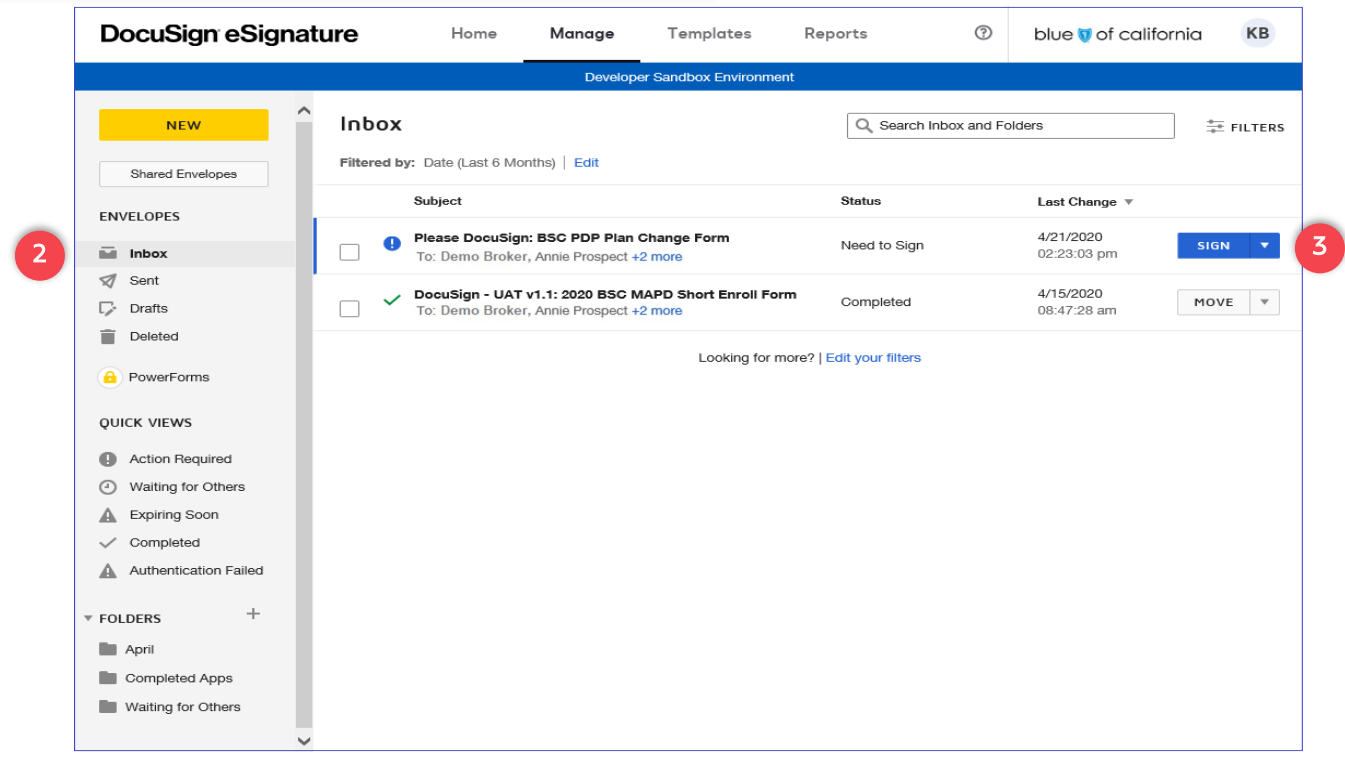 DocuSign eSignature Home Manage Templates Reports blue of california KB
Developer Sandbox Environment
NEW
Shared Envelopes
ENVELOPES
2
Inbox
Sent
Drafts
Deleted
PowerForms
QUICK VIEWS
Action Required
Waiting for Others
Expiring Soon
Completed
Authentication Failed
FOLDERS
April
Completed Apps
Waiting for Others
Inbox
Search Inbox and Folders
FILTERS
Filtered by: Date (Last 6 Months) | Edit
Subject Status Last Change
Please DocuSign: BSC PDP Plan Change Form
To: Demo Broker, Annie Prospect +2 more
Need to Sign
4/21/2020
02:23:03 pm
SIGN
3
DocuSign - UAT v1.1: 2020 BSC MAPD Short Enroll Form
To: Demo Broker, Annie Prospect +2 more
Completed
4/15/2020
08:47:28 am
MOVE
Looking for more? | Edit your filters